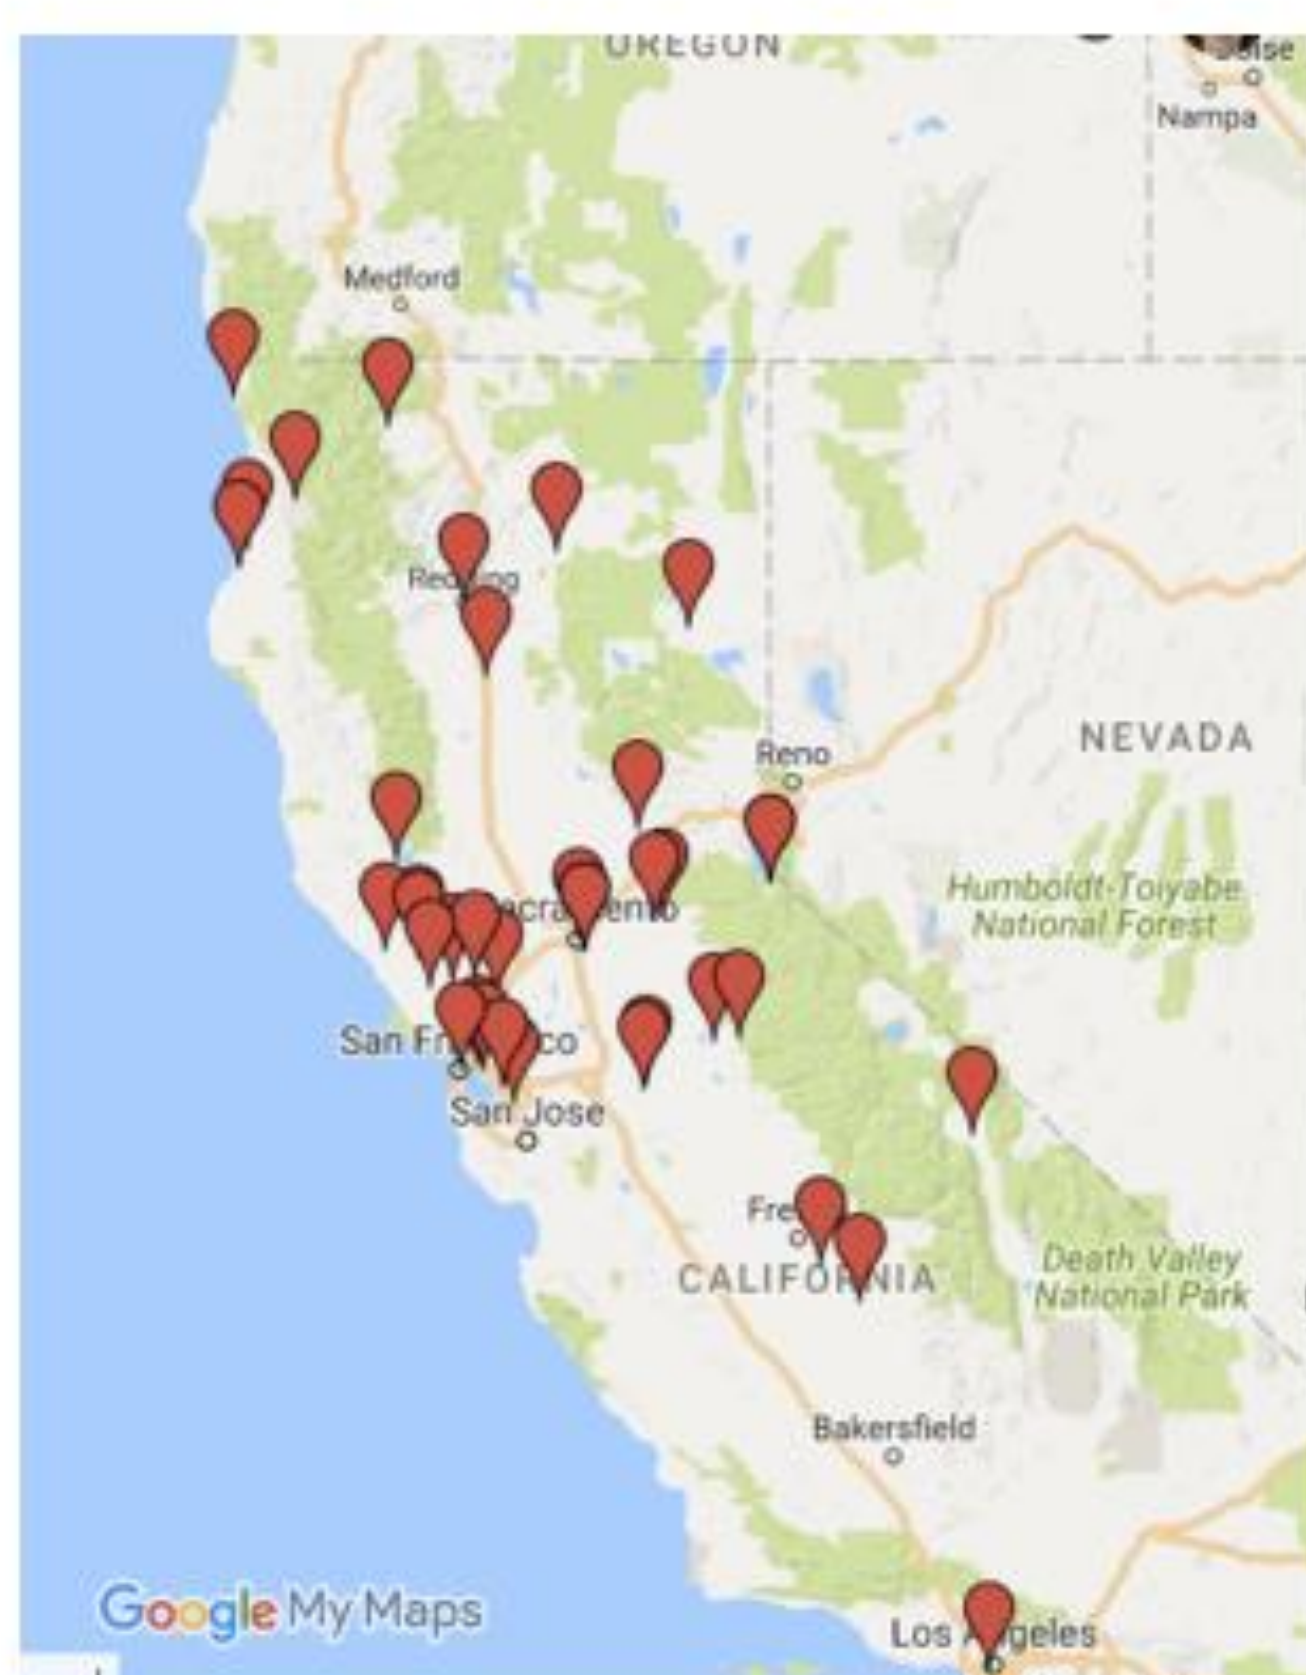 OREGON
Nampa
Medford
NEVADA
Reno
Humboldt-Toiyabe
National Forest
San Jose
Death Valley
National Park
CALIFORNIA
Bakersfield
Google My Maps
Los